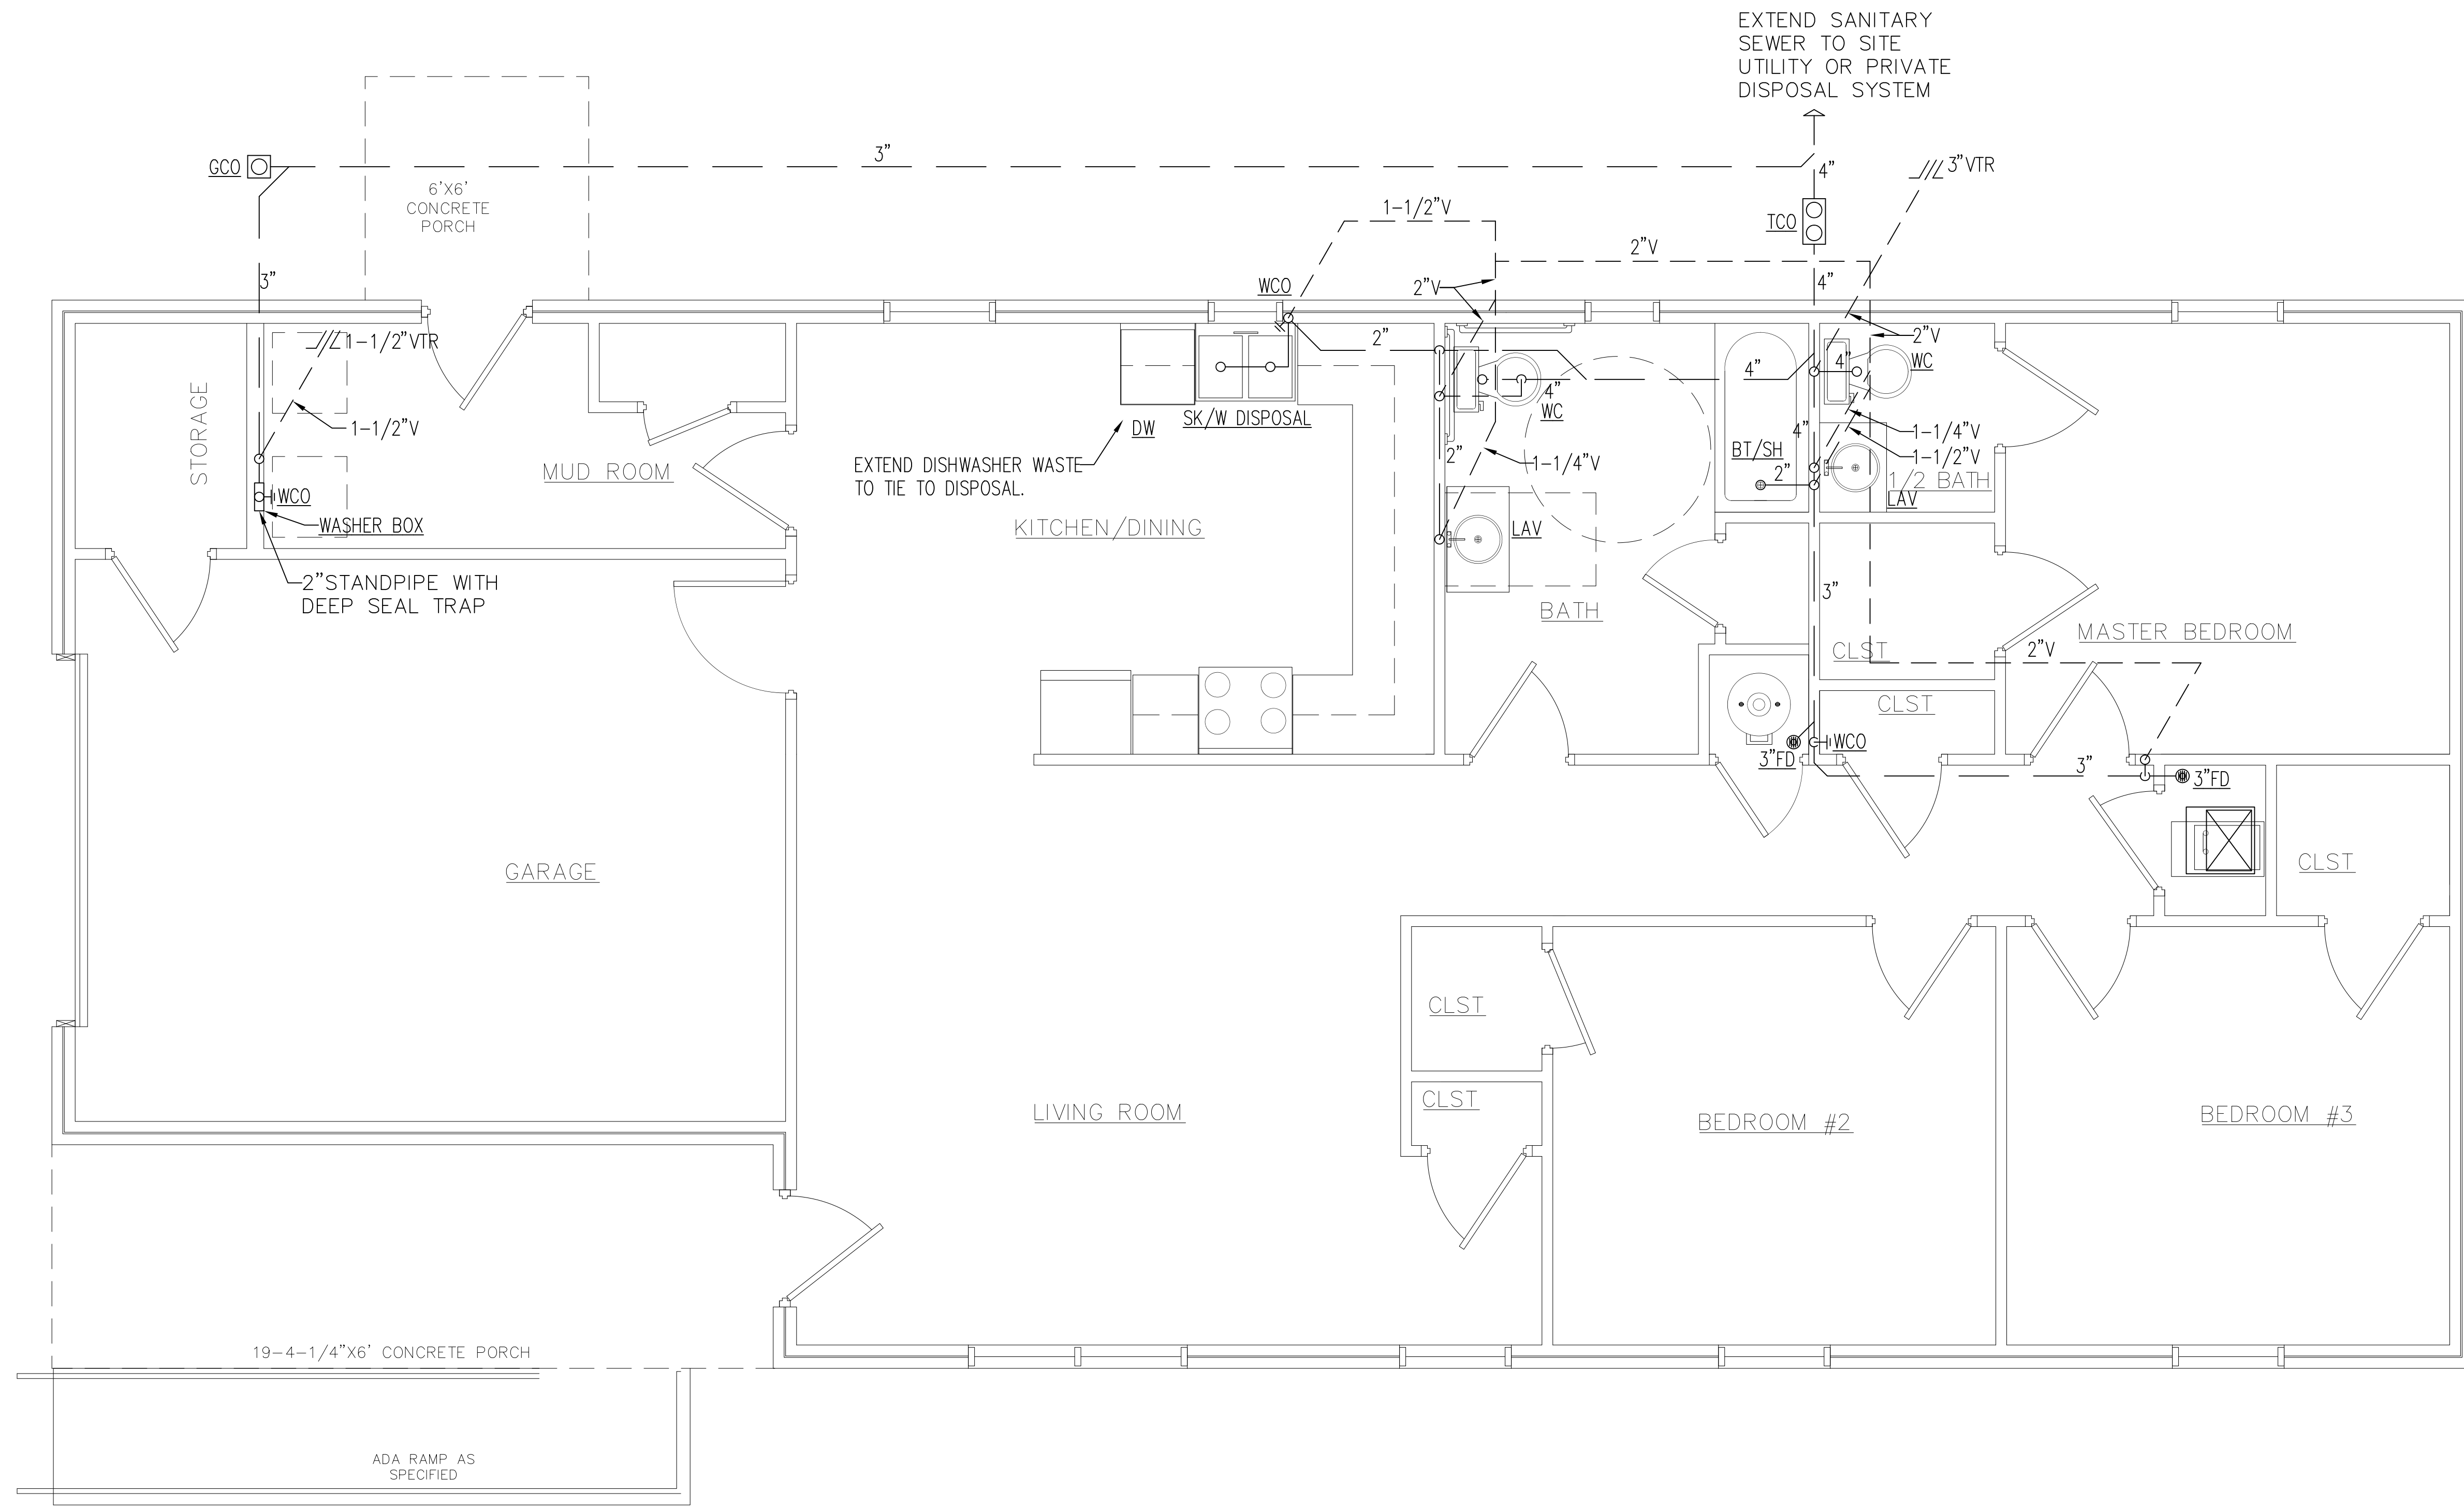 EXTEND SANITARY
SEWER TO SITE
UTILITY OR PRIVATE
DISPOSAL SYSTEM
3"
GCO
4"
3"VTR
6'X6'
CONCRETE
PORCH
1-1/2"V
TCO
2"V
3"
WCO
2"V
4"
1-1/2"VTR
2"
2"V
4"
4"
WC
4"
WC
STORAGE
1-1/2"V
DW
SK/W DISPOSAL
4"
1-1/4"V
1-1/2"V
BT/SH
2"
1/2 BATH
LAV
MUD ROOM
EXTEND DISHWASHER WASTE
TO TIE TO DISPOSAL.
2"
1-1/4"V
WCO
WASHER BOX
KITCHEN/DINING
LAV
2"STANDPIPE WITH
DEEP SEAL TRAP
3"
BATH
CLST
2"V
MASTER BEDROOM
CLST
WCO
3"FD
3"
3"FD
GARAGE
CLST
CLST
CLST
LIVING ROOM
BEDROOM #2
BEDROOM #3
19-4-1/4"X6' CONCRETE PORCH
ADA RAMP AS
SPECIFIED